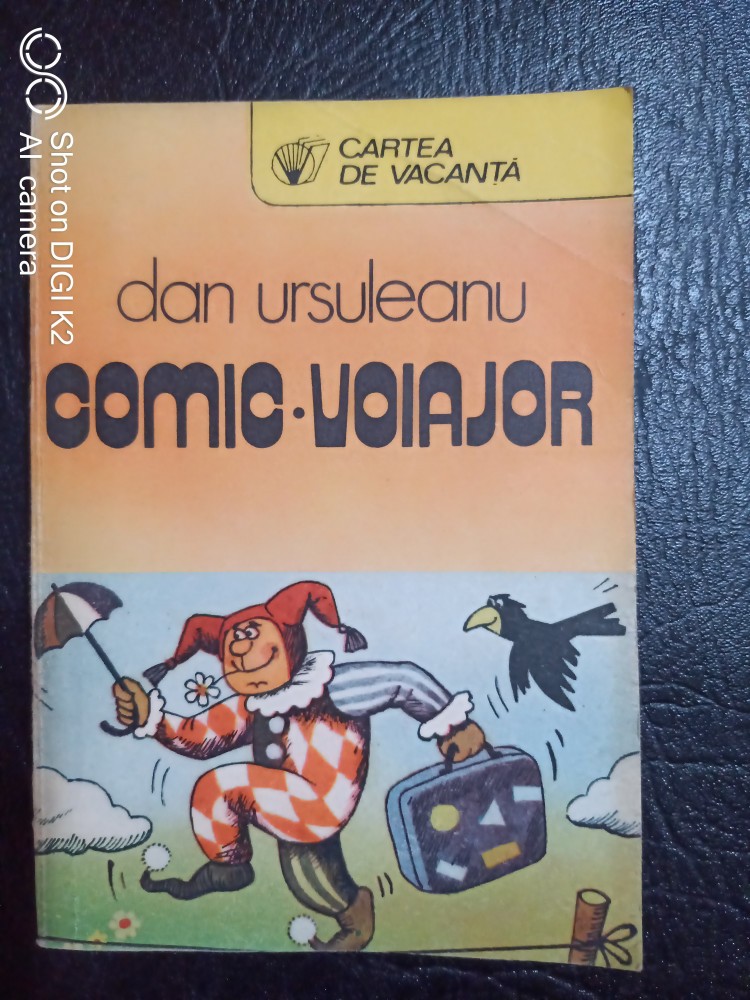 CARTEA
DE VACANȚĂ
dan ursuleanu
COMIC·VOIAJOR
Shot on DIGI K2
AI camera